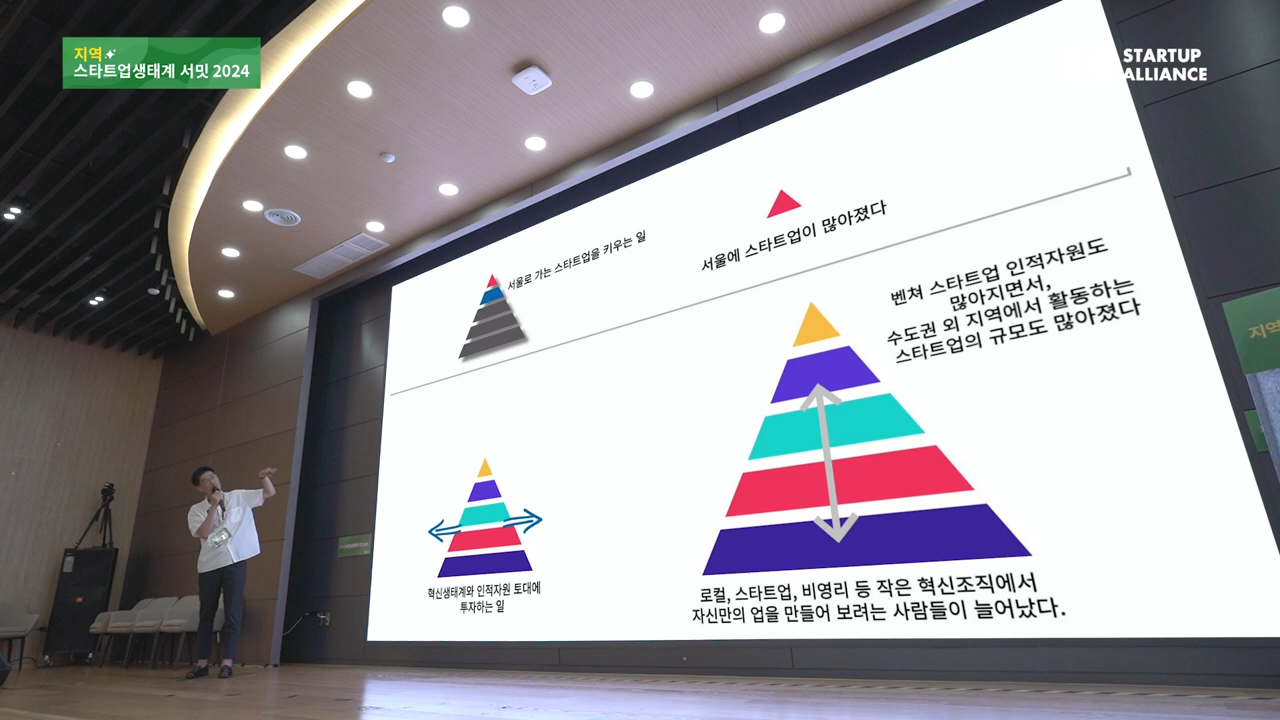 지역
스타트업생태계 서밋 2024
STARTUP
ALLIANCE
서울로 가는 스타트업을 키우는 일
서울에 스타트업이 많아졌다
벤쳐 스타트업 인적자원도
많아지면서,
수도권 외 지역에서 활동하는
스타트업의 규모도 많아졌다
혁신생태계와 인적자원 토대에
투자하는 일
로컬, 스타트업, 비영리 등 작은 혁신조직에서
자신만의 업을 만들어 보려는 사람들이 늘어났다.
지역